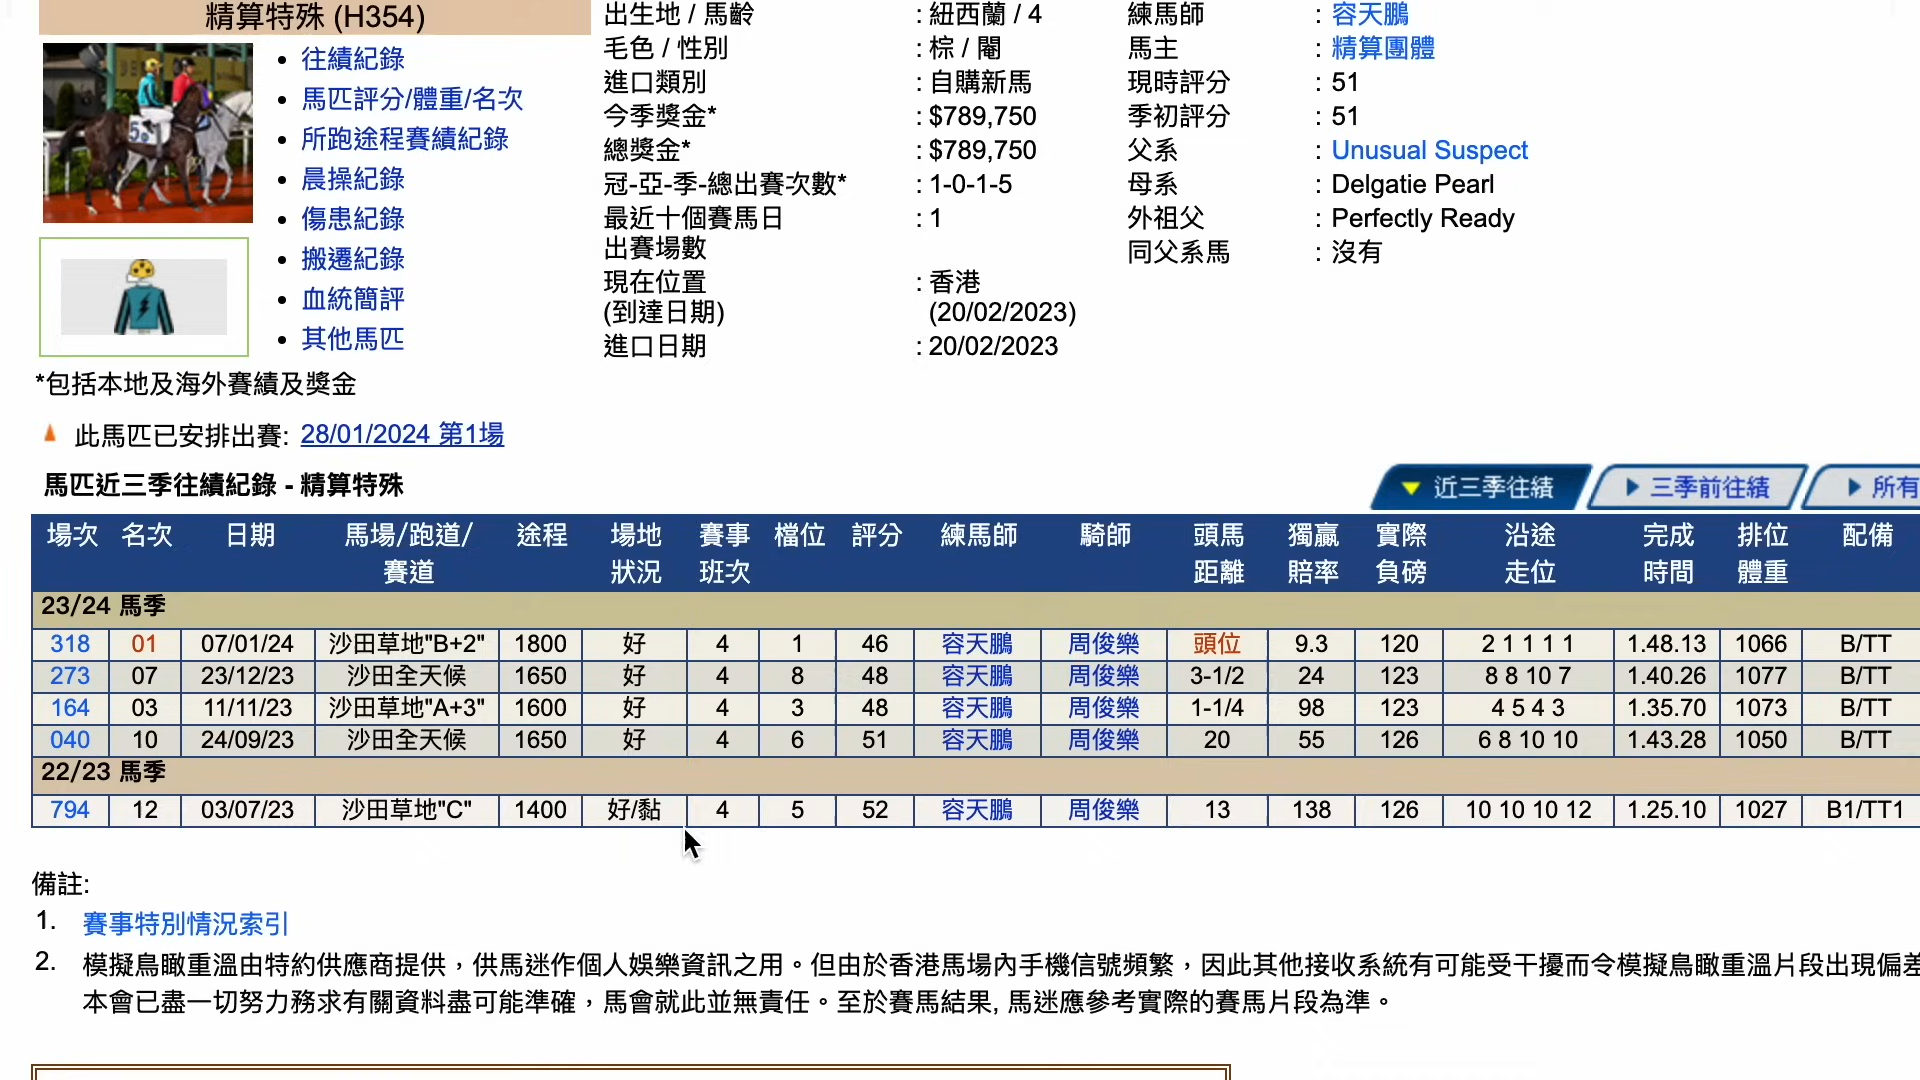 精算特殊 (H354)
往績紀錄
馬匹評分/體重/名次
所跑途程賽績紀錄
晨操紀錄
傷患紀錄
搬遷紀錄
血統簡評
其他馬匹
出生地 / 馬齡 : 紐西蘭 / 4
毛色 / 性別 : 棕 / 閹
進口類別 : 自購新馬
今季獎金* : $789,750
總獎金* : $789,750
冠-亞-季-總出賽次數* : 1-0-1-5
最近十個賽馬日 : 1
出賽場數
現在位置 : 香港
(到達日期) (20/02/2023)
進口日期 : 20/02/2023
練馬師 : 容天鵬
馬主 : 精算團體
現時評分 : 51
季初評分 : 51
父系 : Unusual Suspect
母系 : Delgatie Pearl
外祖父 : Perfectly Ready
同父系馬 : 沒有
*包括本地及海外賽績及獎金
此馬匹已安排出賽: 28/01/2024 第1場
馬匹近三季往績紀錄 - 精算特殊
近三季往績 三季前往績 所有
場次 名次 日期 馬場/跑道/ 途程 場地 賽事 檔位 評分 練馬師 騎師 頭馬 獨贏 實際 沿途 完成 排位 配備
賽道 狀況 班次 距離 賠率 負磅 走位 時間 體重
23/24 馬季
318 01 07/01/24 沙田草地"B+2" 1800 好 4 1 46 容天鵬 周俊樂 頭位 9.3 120 2 1 1 1 1 1.48.13 1066 B/TT
273 07 23/12/23 沙田全天候 1650 好 4 8 48 容天鵬 周俊樂 3-1/2 24 123 8 8 10 7 1.40.26 1077 B/TT
164 03 11/11/23 沙田草地"A+3" 1600 好 4 3 48 容天鵬 周俊樂 1-1/4 98 123 4 5 4 3 1.35.70 1073 B/TT
040 10 24/09/23 沙田全天候 1650 好 4 6 51 容天鵬 周俊樂 20 55 126 6 8 10 10 1.43.28 1050 B/TT
22/23 馬季
794 12 03/07/23 沙田草地"C" 1400 好/黏 4 5 52 容天鵬 周俊樂 13 138 126 10 10 10 12 1.25.10 1027 B1/TT1
備註:
1. 賽事特別情況索引
2. 模擬鳥瞰重溫由特約供應商提供，供馬迷作個人娛樂資訊之用。但由於香港馬場內手機信號頻繁，因此其他接收系統有可能受干擾而令模擬鳥瞰重溫片段出現偏差
本會已盡一切努力務求有關資料盡可能準確，馬會就此並無責任。至於賽馬結果, 馬迷應參考實際的賽馬片段為準。